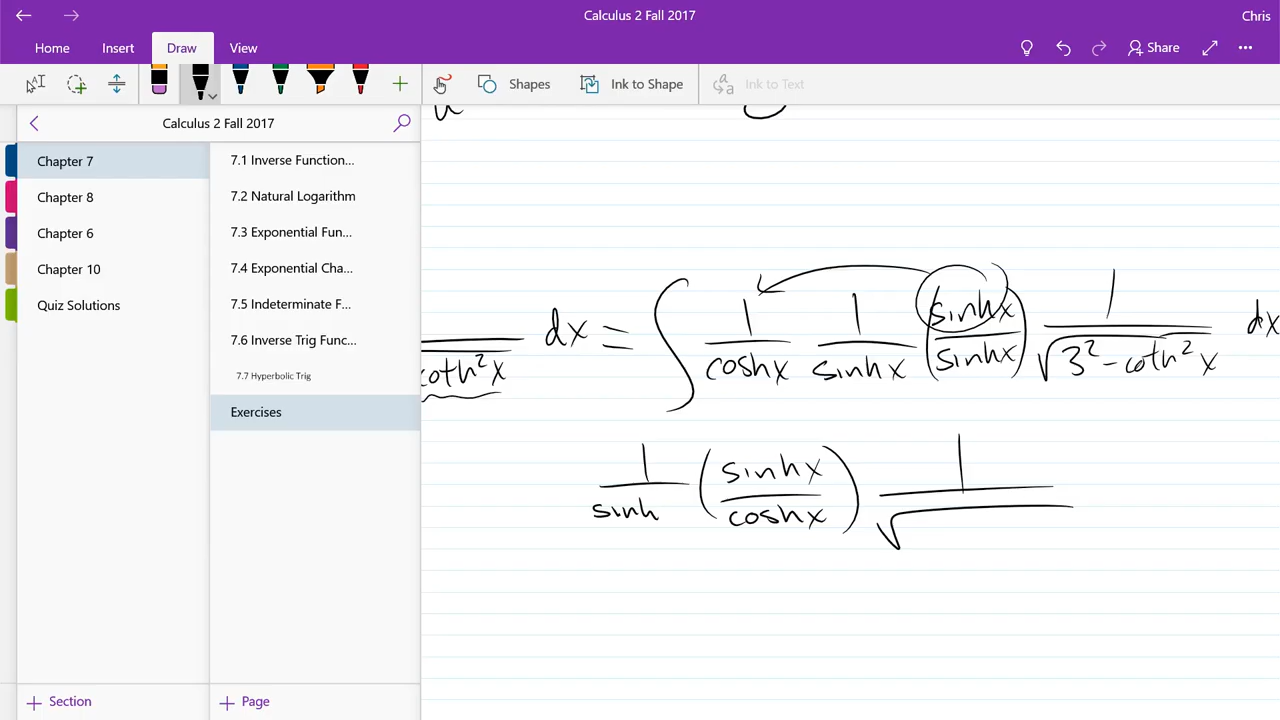 Calculus 2 Fall 2017
Chris
Home Insert Draw View
Share
Shapes Ink to Shape Ink to Text
Calculus 2 Fall 2017
Chapter 7
Chapter 8
Chapter 6
Chapter 10
Quiz Solutions
7.1 Inverse Function...
7.2 Natural Logarithm
7.3 Exponential Fun...
7.4 Exponential Cha...
7.5 Indeterminate F...
7.6 Inverse Trig Func...
7.7 Hyperbolic Trig
Exercises
coth²x dx = ∫ 1/coshx 1/sinhx (sinhx/sinhx) 1/√(3² - coth²x) dx
1/sinh (sinhx/coshx) 1/√
+ Section
+ Page